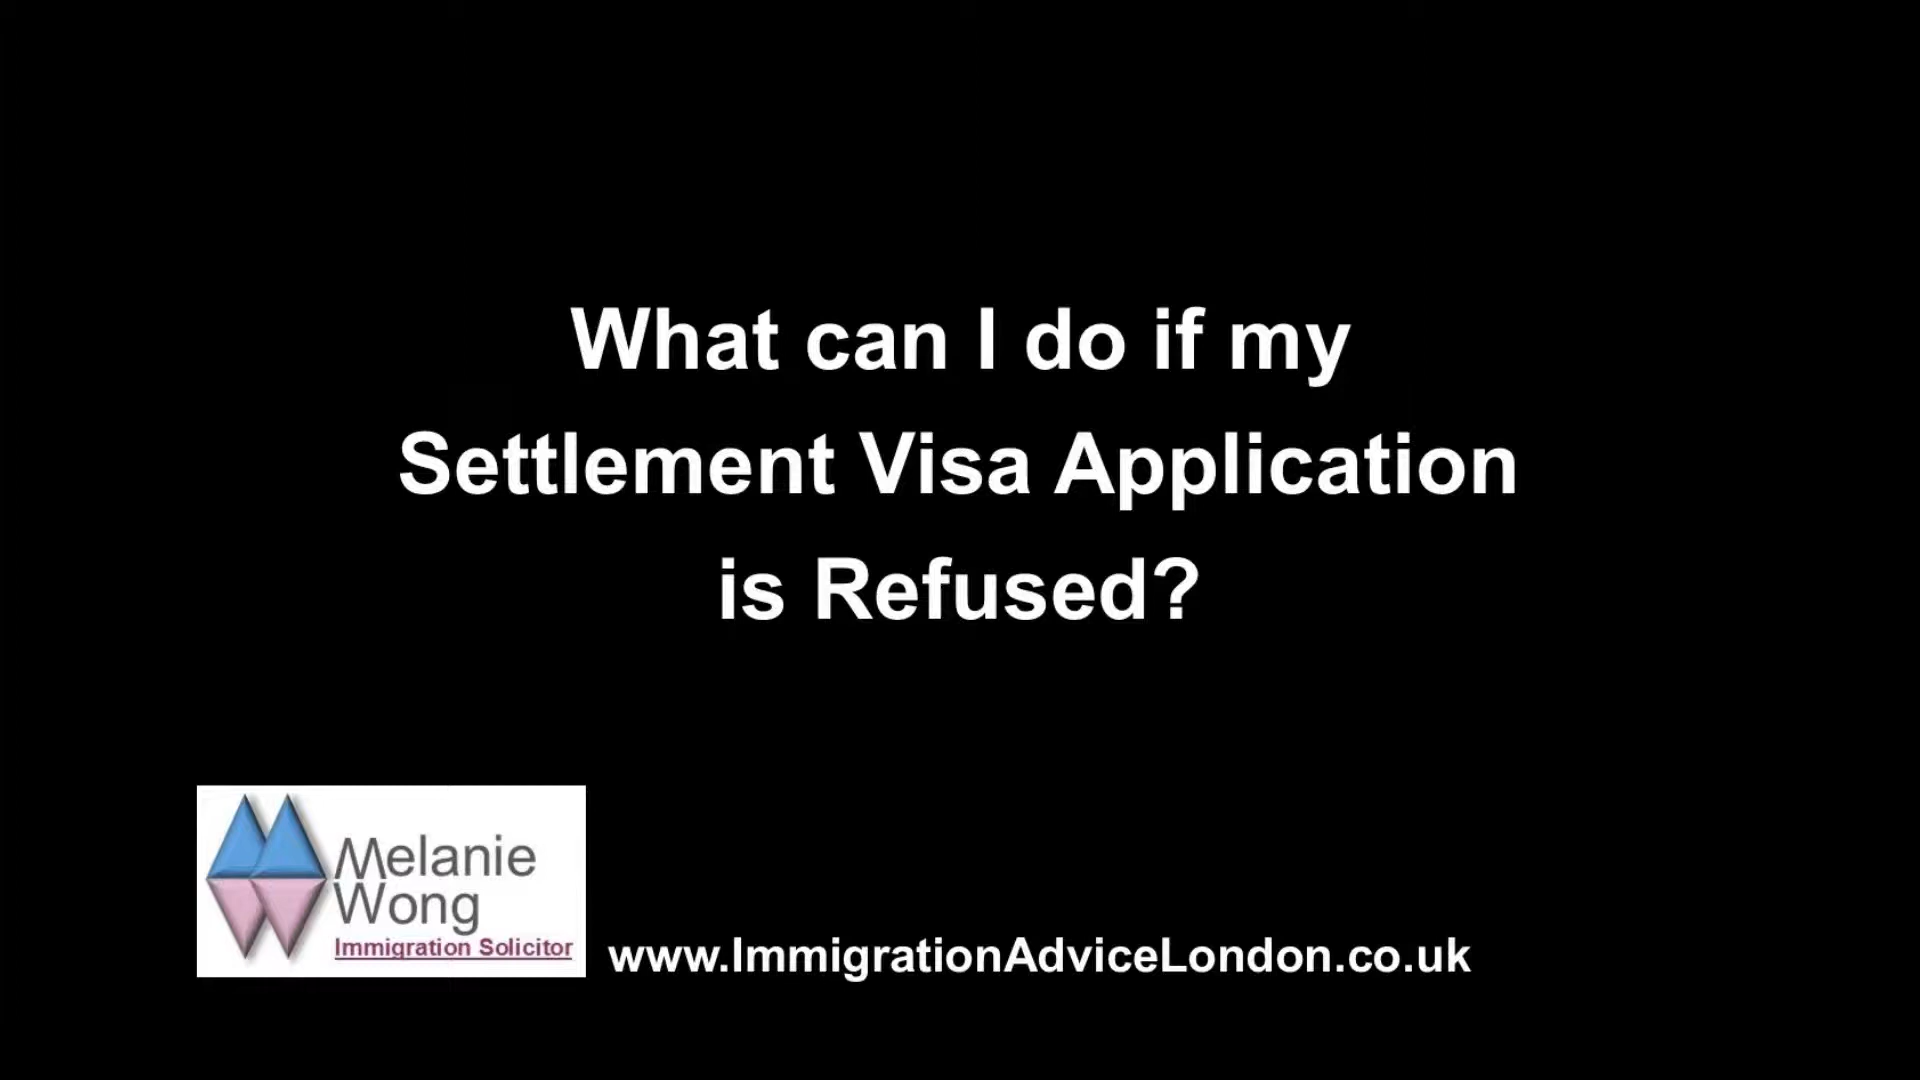 What can I do if my
Settlement Visa Application
is Refused?
Melanie
Wong
Immigration Solicitor
www.ImmigrationAdviceLondon.co.uk